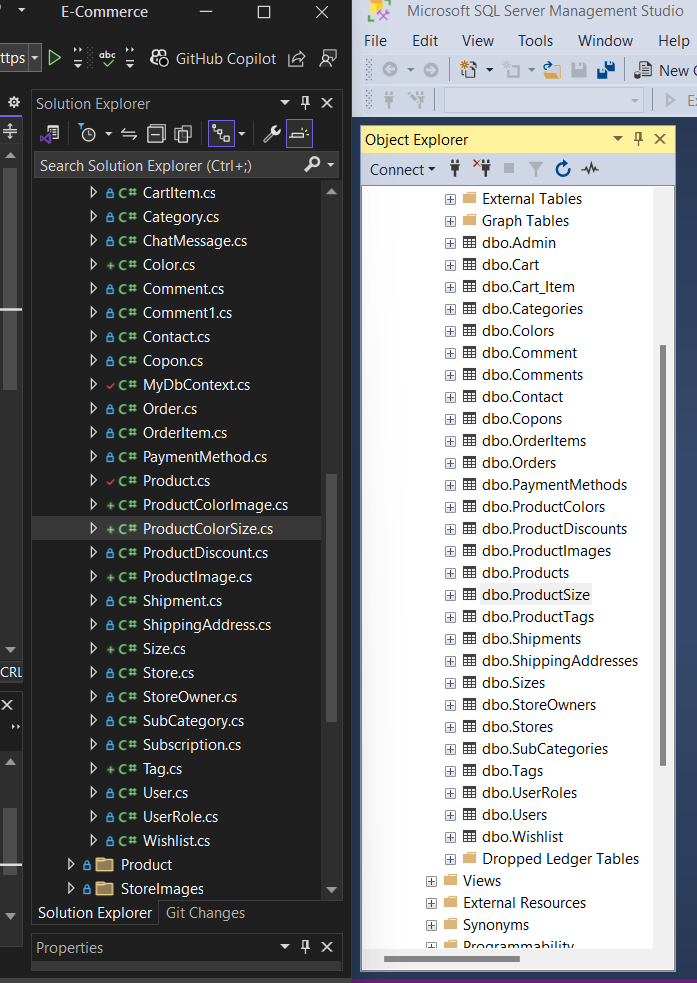 E-Commerce
ttps
GitHub Copilot
Solution Explorer
Search Solution Explorer (Ctrl+;)
C# CartItem.cs
C# Category.cs
C# ChatMessage.cs
C# Color.cs
C# Comment.cs
C# Comment1.cs
C# Contact.cs
C# Copon.cs
C# MyDbContext.cs
C# Order.cs
C# OrderItem.cs
C# PaymentMethod.cs
C# Product.cs
C# ProductColorImage.cs
C# ProductColorSize.cs
C# ProductDiscount.cs
C# ProductImage.cs
C# Shipment.cs
C# ShippingAddress.cs
C# Size.cs
C# Store.cs
C# StoreOwner.cs
C# SubCategory.cs
C# Subscription.cs
C# Tag.cs
C# User.cs
C# UserRole.cs
C# Wishlist.cs
Product
StoreImages
Solution Explorer Git Changes
Properties
CRL
Microsoft SQL Server Management Studio
File Edit View Tools Window Help
New
Object Explorer
Connect
External Tables
Graph Tables
dbo.Admin
dbo.Cart
dbo.Cart_Item
dbo.Categories
dbo.Colors
dbo.Comment
dbo.Comments
dbo.Contact
dbo.Copons
dbo.OrderItems
dbo.Orders
dbo.PaymentMethods
dbo.ProductColors
dbo.ProductDiscounts
dbo.ProductImages
dbo.Products
dbo.ProductSize
dbo.ProductTags
dbo.Shipments
dbo.ShippingAddresses
dbo.Sizes
dbo.StoreOwners
dbo.Stores
dbo.SubCategories
dbo.Tags
dbo.UserRoles
dbo.Users
dbo.Wishlist
Dropped Ledger Tables
Views
External Resources
Synonyms
Programmability